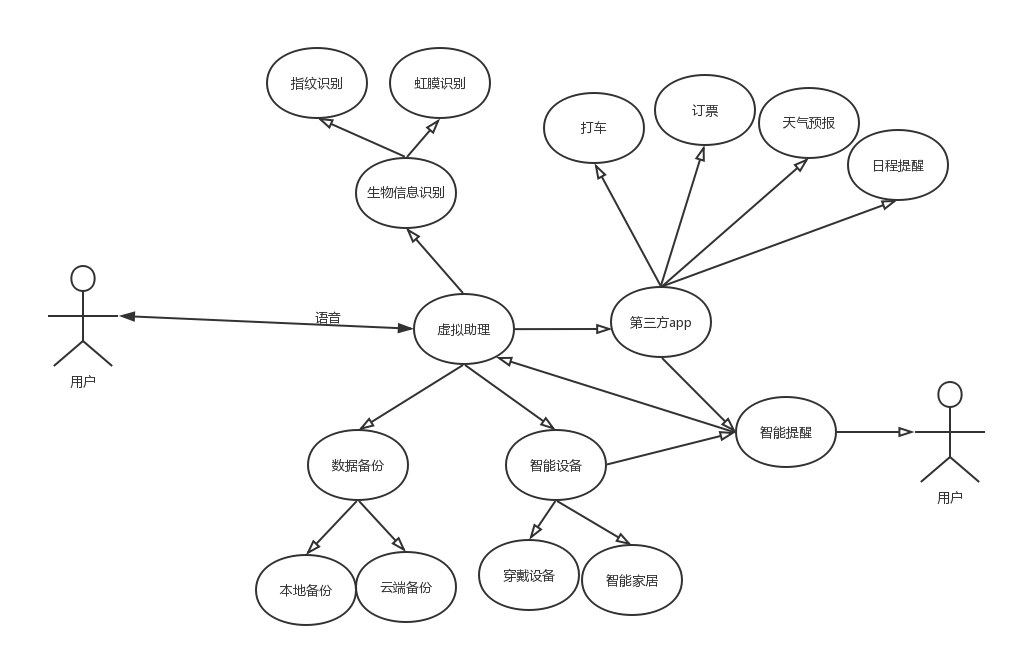 指纹识别
虹膜识别
打车
订票
天气预报
日程提醒
生物信息识别
语音
虚拟助理
第三方app
用户
智能提醒
数据备份
智能设备
用户
本地备份
云端备份
穿戴设备
智能家居